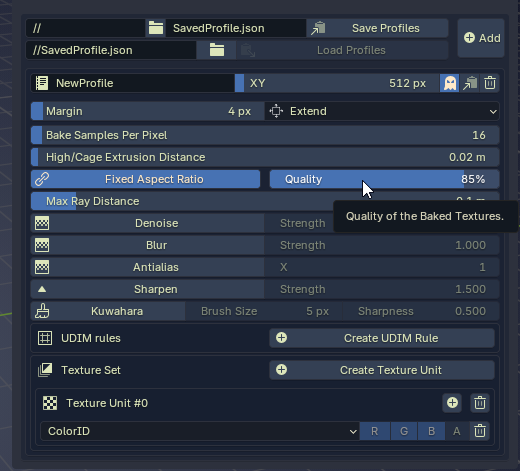 // SavedProfile.json Save Profiles
Add
//SavedProfile.json Load Profiles
NewProfile XY 512 px
Margin 4 px Extend
Bake Samples Per Pixel 16
High/Cage Extrusion Distance 0.02 m
Fixed Aspect Ratio Quality 85%
Max Ray Distance 0.1 m
Quality of the Baked Textures.
Denoise Strength
Blur Strength 1.000
Antialias X 1
Sharpen Strength 1.500
Kuwahara Brush Size 5 px Sharpness 0.500
UDIM rules Create UDIM Rule
Texture Set Create Texture Unit
Texture Unit #0
ColorID R G B A